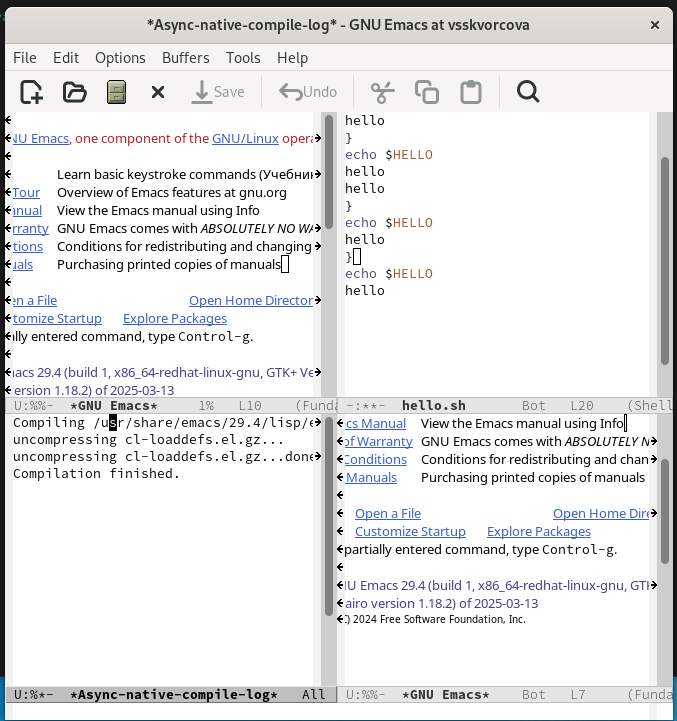 *Async-native-compile-log* - GNU Emacs at vsskvorcova
File Edit Options Buffers Tools Help
Save Undo
NU Emacs, one component of the GNU/Linux opera
Learn basic keystroke commands (Учебник
Tour Overview of Emacs features at gnu.org
anual View the Emacs manual using Info
rranty GNU Emacs comes with ABSOLUTELY NO WA
tions Conditions for redistributing and changing
uals Purchasing printed copies of manuals
en a File Open Home Director
tomize Startup Explore Packages
ally entered command, type Control-g.
acs 29.4 (build 1, x86_64-redhat-linux-gnu, GTK+ Ve
ersion 1.18.2) of 2025-03-13
U:%%- *GNU Emacs* 1% L10 (Funda
hello
}
echo $HELLO
hello
hello
}
echo $HELLO
hello
}
echo $HELLO
hello
-:**- hello.sh Bot L20 (Shell
Compiling /usr/share/emacs/29.4/lisp/e
uncompressing cl-loaddefs.el.gz...
uncompressing cl-loaddefs.el.gz...done
Compilation finished.
U:%*- *Async-native-compile-log* All
cs Manual View the Emacs manual using Info
of Warranty GNU Emacs comes with ABSOLUTELY N
Conditions Conditions for redistributing and chan
Manuals Purchasing printed copies of manuals
Open a File Open Home Dire
Customize Startup Explore Packages
partially entered command, type Control-g.
U Emacs 29.4 (build 1, x86_64-redhat-linux-gnu, GTK
airo version 1.18.2) of 2025-03-13
) 2024 Free Software Foundation, Inc.
U:%%- *GNU Emacs* Bot L7 (Funda